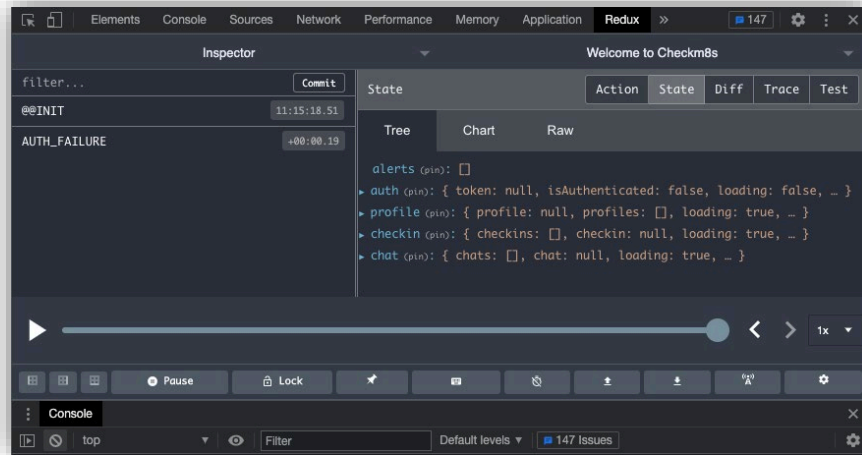 Elements Console Sources Network Performance Memory Application Redux » 147
Inspector Welcome to Checkm8s
filter... Commit State Action State Diff Trace Test
@@INIT 11:15:18.51
AUTH_FAILURE +00:00.19
Tree Chart Raw
alerts (pin): []
auth (pin): { token: null, isAuthenticated: false, loading: false, … }
profile (pin): { profile: null, profiles: [], loading: true, … }
checkin (pin): { checkins: [], checkin: null, loading: true, … }
chat (pin): { chats: [], chat: null, loading: true, … }
1x
Pause Lock
Console
top Filter Default levels 147 Issues